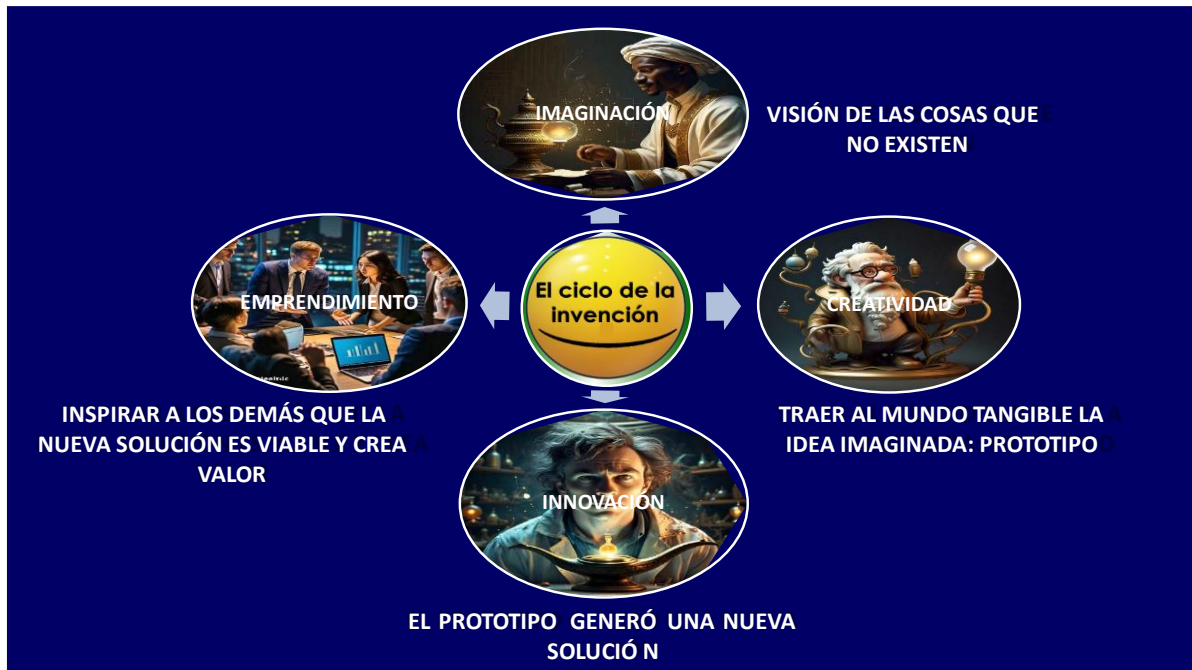 IMAGINACIÓN
VISIÓN DE LAS COSAS QUE
NO EXISTEN
EMPRENDIMIENTO
El ciclo de la
invención
CREATIVIDAD
INSPIRAR A LOS DEMÁS QUE LA
NUEVA SOLUCIÓN ES VIABLE Y CREA
VALOR
TRAER AL MUNDO TANGIBLE LA
IDEA IMAGINADA: PROTOTIPO
INNOVACIÓN
EL PROTOTIPO GENERÓ UNA NUEVA
SOLUCIÓ N